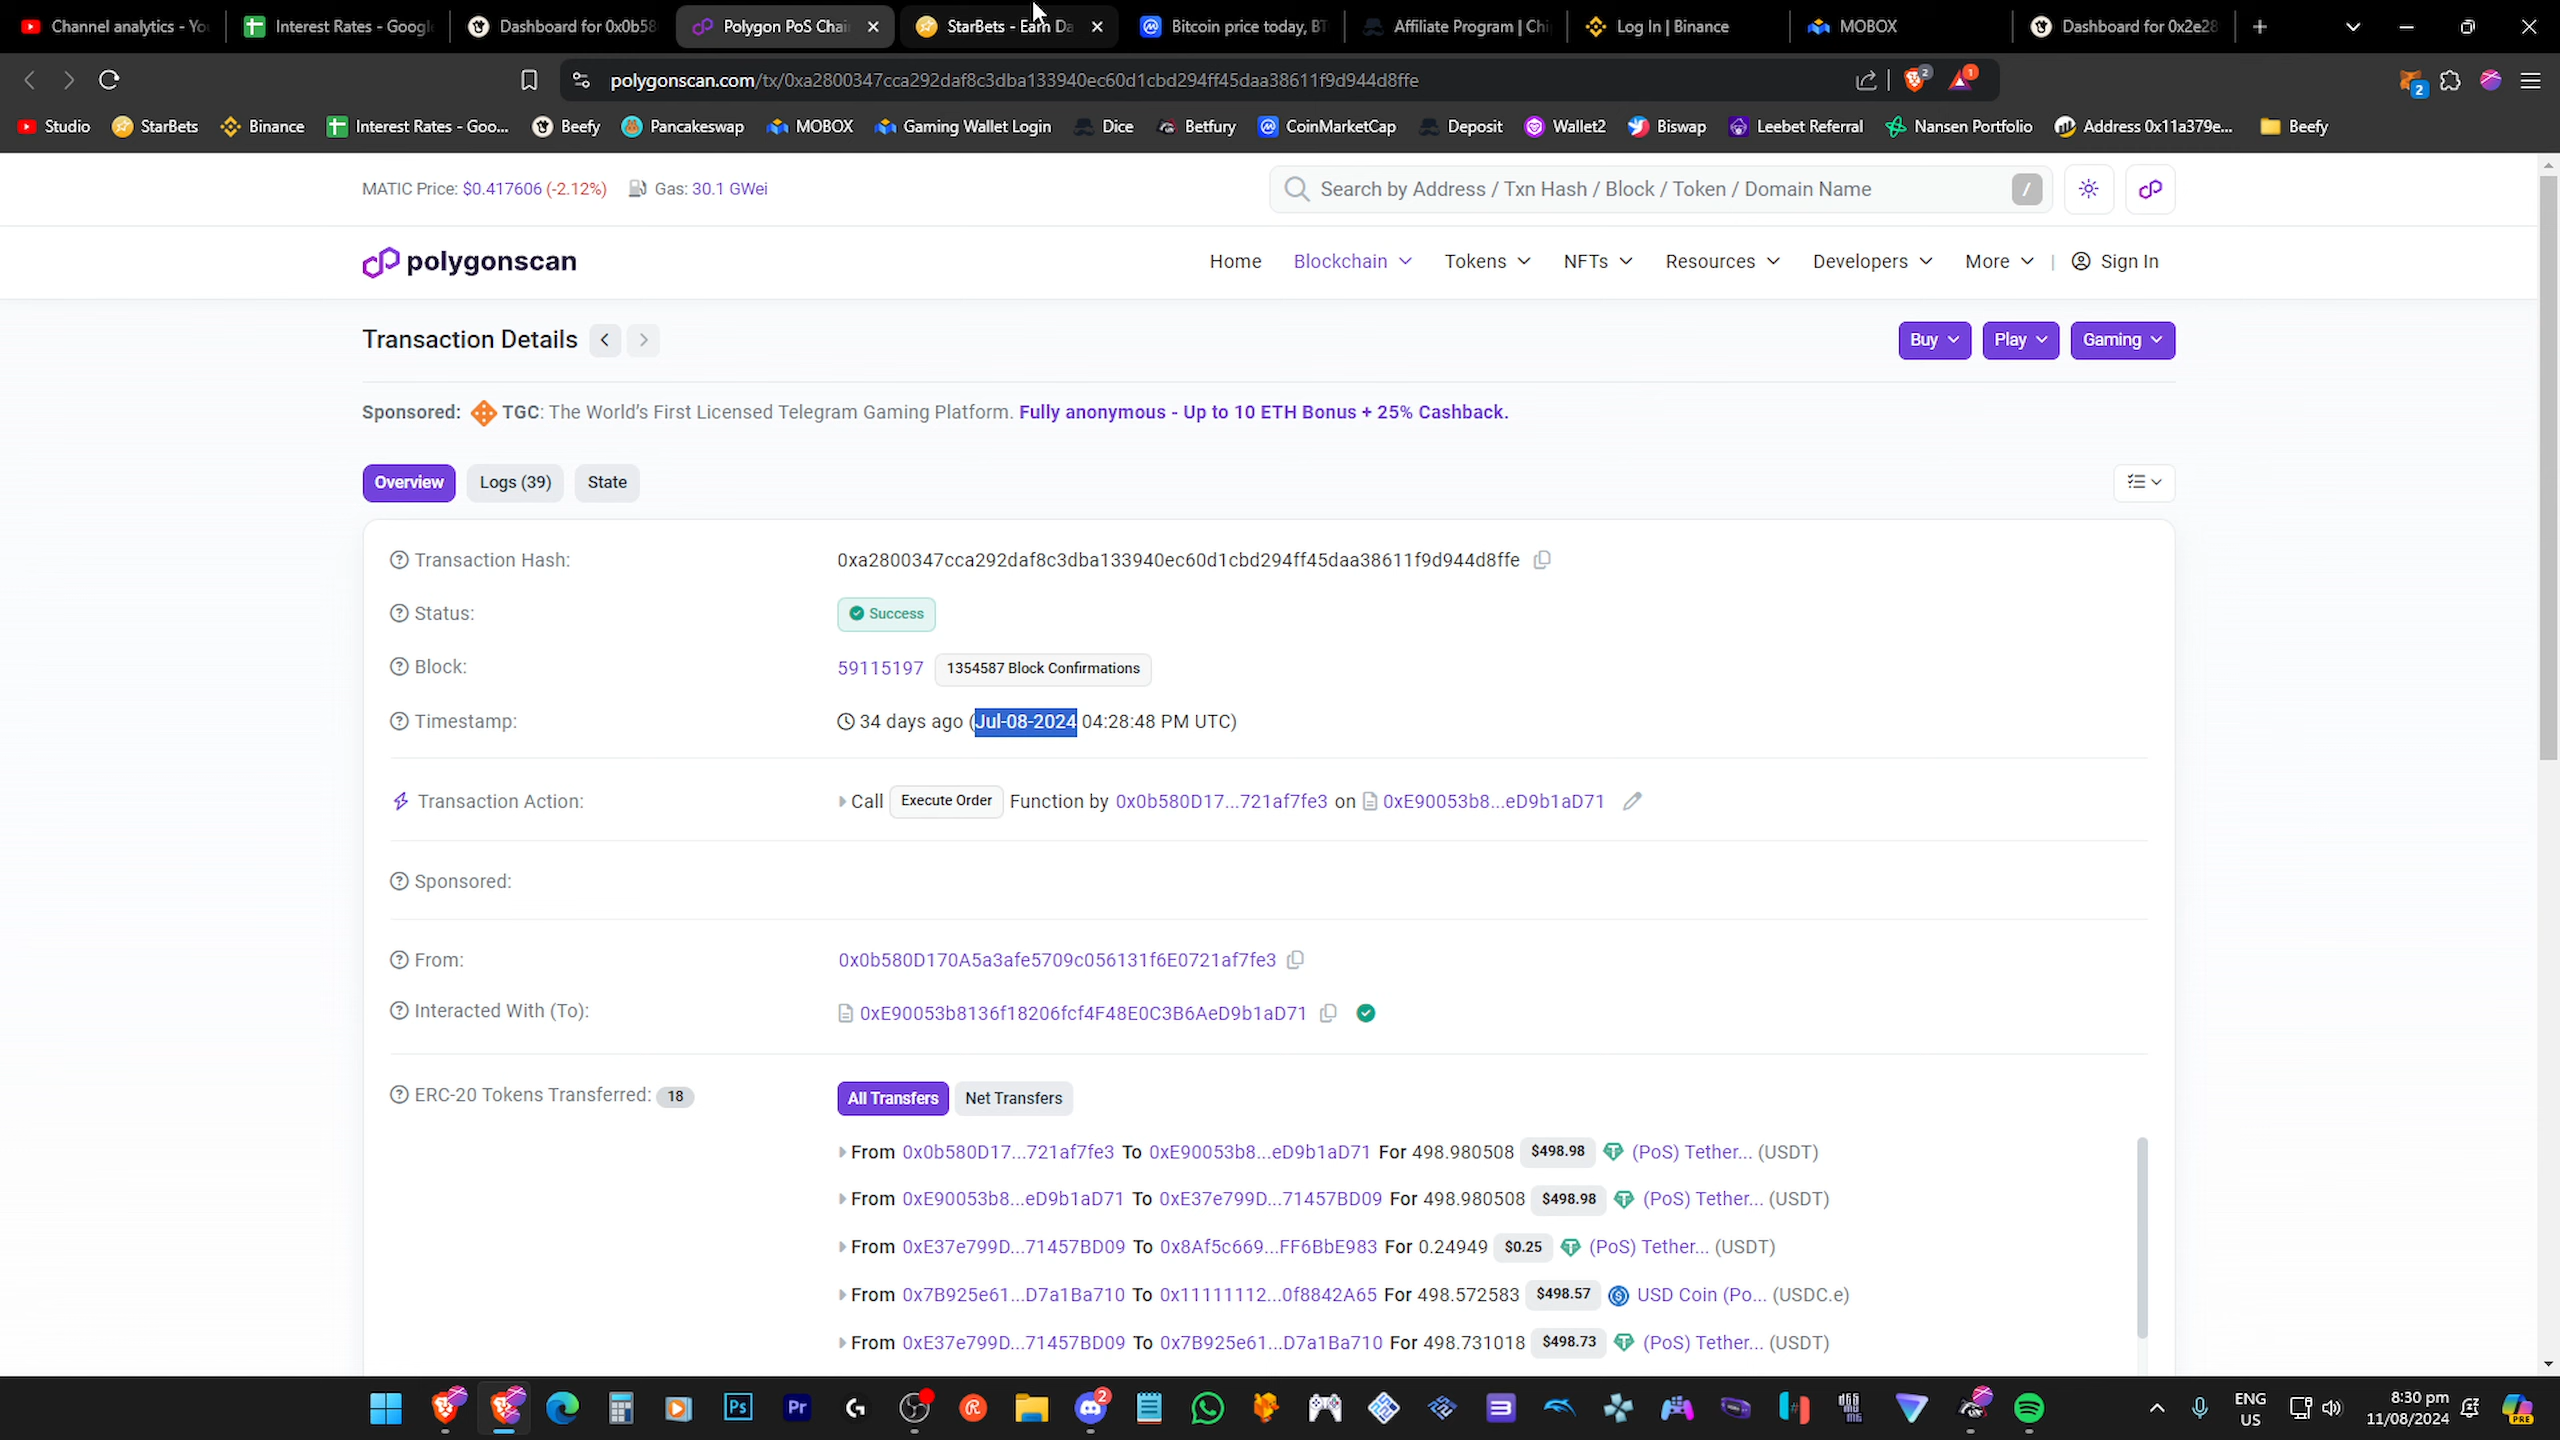 Channel analytics - Yo
Interest Rates - Googl
Dashboard for 0x0b58
Polygon PoS Chai
StarBets - Earn Da
Bitcoin price today, BT
Affiliate Program | Chi
Log In | Binance
MOBOX
Dashboard for 0x2e28
polygonscan.com/tx/0xa2800347cca292daf8c3dba133940ec60d1cbd294ff45daa38611f9d944d8ffe
2
1
2
Studio
StarBets
Binance
Interest Rates - Goo...
Beefy
Pancakeswap
MOBOX
Gaming Wallet Login
Dice
Betfury
CoinMarketCap
Deposit
Wallet2
Biswap
Leebet Referral
Nansen Portfolio
Address 0x11a379e...
Beefy
MATIC Price: $0.417606 (-2.12%) Gas: 30.1 GWei
Search by Address / Txn Hash / Block / Token / Domain Name /
polygonscan
Home
Blockchain
Tokens
NFTs
Resources
Developers
More
Sign In
Transaction Details
Buy
Play
Gaming
Sponsored: TGC: The World's First Licensed Telegram Gaming Platform. Fully anonymous - Up to 10 ETH Bonus + 25% Cashback.
Overview
Logs (39)
State
Transaction Hash: 0xa2800347cca292daf8c3dba133940ec60d1cbd294ff45daa38611f9d944d8ffe
Status: Success
Block: 59115197 1354587 Block Confirmations
Timestamp: 34 days ago (Jul-08-2024 04:28:48 PM UTC)
Transaction Action: Call Execute Order Function by 0x0b580D17...721af7fe3 on 0xE90053b8...eD9b1aD71
Sponsored:
From: 0x0b580D170A5a3afe5709c056131f6E0721af7fe3
Interacted With (To): 0xE90053b8136f18206fcf4F48E0C3B6AeD9b1aD71
ERC-20 Tokens Transferred: 18
All Transfers
Net Transfers
From 0x0b580D17...721af7fe3 To 0xE90053b8...eD9b1aD71 For 498.980508 $498.98 (PoS) Tether... (USDT)
From 0xE90053b8...eD9b1aD71 To 0xE37e799D...71457BD09 For 498.980508 $498.98 (PoS) Tether... (USDT)
From 0xE37e799D...71457BD09 To 0x8Af5c669...FF6BbE983 For 0.24949 $0.25 (PoS) Tether... (USDT)
From 0x7B925e61...D7a1Ba710 To 0x11111112...0f8842A65 For 498.572583 $498.57 USD Coin (Po... (USDC.e)
From 0xE37e799D...71457BD09 To 0x7B925e61...D7a1Ba710 For 498.731018 $498.73 (PoS) Tether... (USDT)
Ps
Pr
2
ENG
US
8:30 pm
11/08/2024
PRE